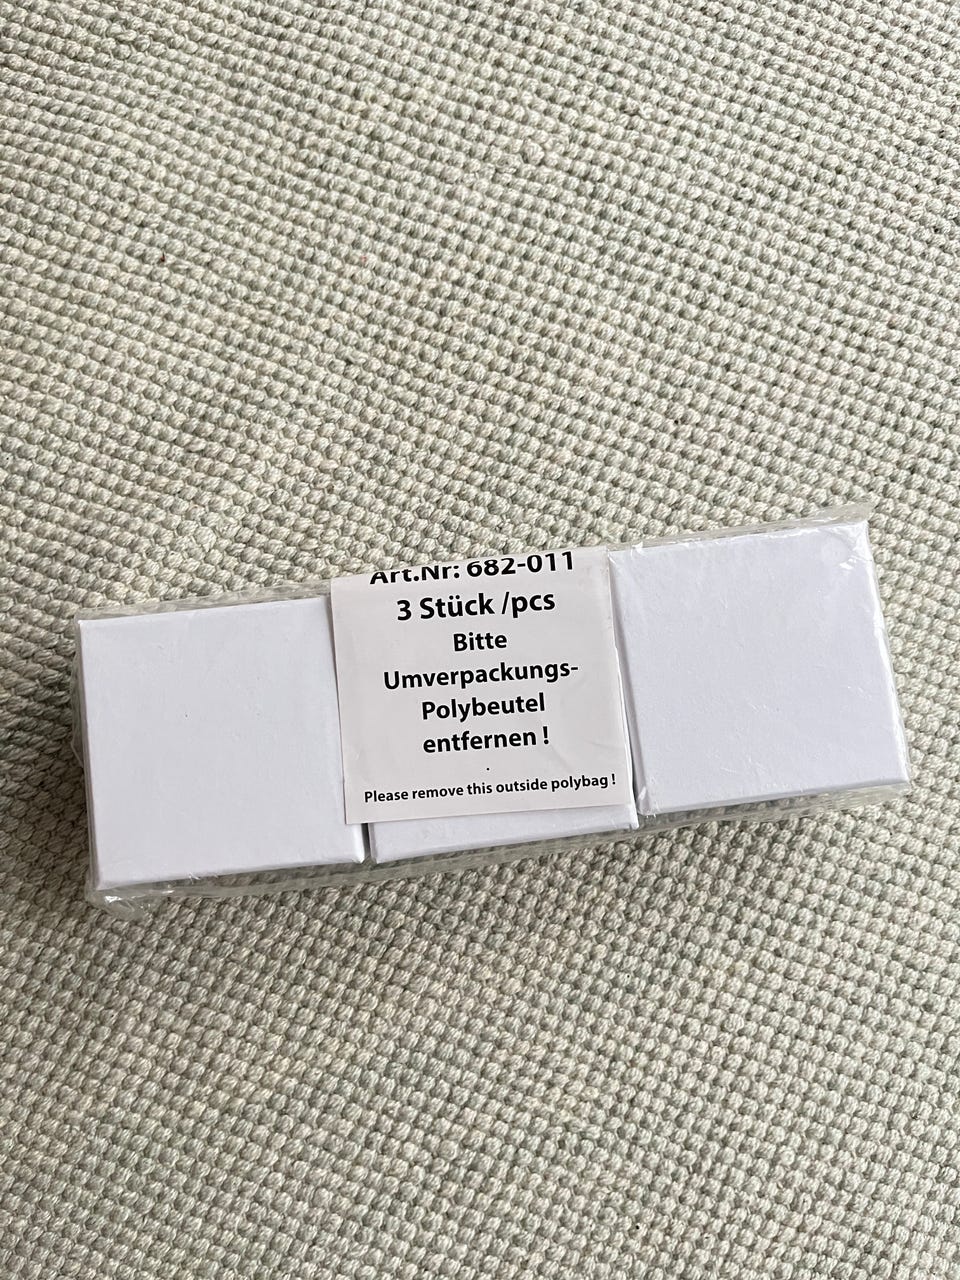 Art.Nr: 682-011
3 Stück /pcs
Bitte
Umverpackungs-
Polybeutel
entfernen !
.
Please remove this outside polybag !